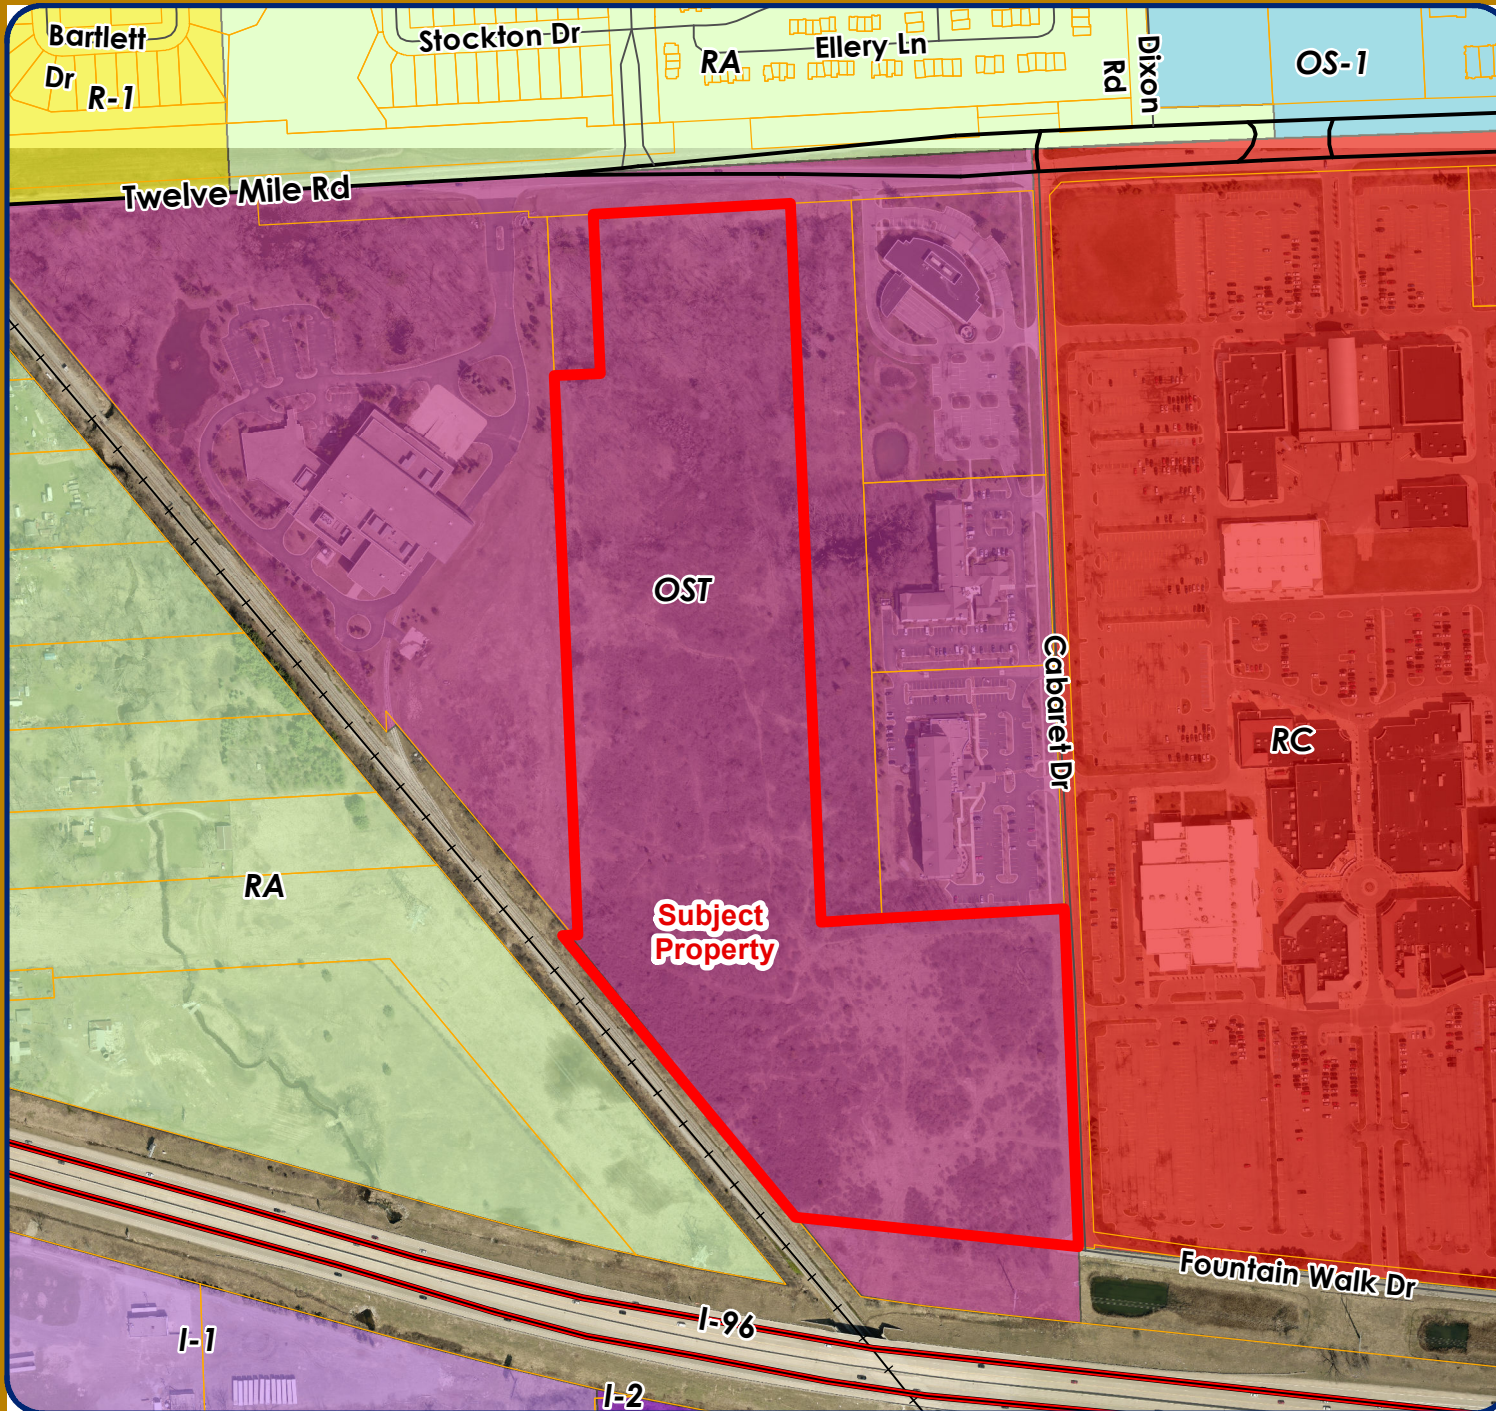 Bartlett
Dr
R-1
Stockton Dr
RA
Ellery Ln
Dixon
Rd
OS-1
Twelve Mile Rd
OST
Cabaret Dr
RC
RA
Subject
Property
Fountain Walk Dr
I-96
I-1
I-2